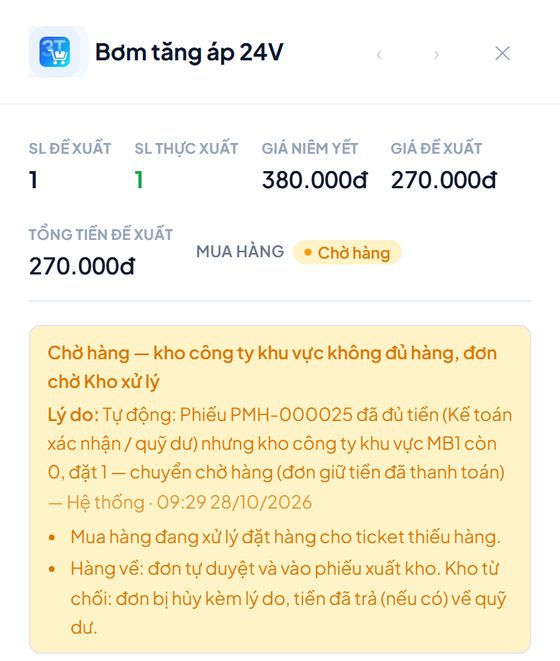 3T
Bơm tăng áp 24V
SL ĐỀ XUẤT SL THỰC XUẤT GIÁ NIÊM YẾT GIÁ ĐỀ XUẤT
1 1 380.000đ 270.000đ
TỔNG TIỀN ĐỀ XUẤT
270.000đ
MUA HÀNG Chờ hàng
Chờ hàng — kho công ty khu vực không đủ hàng, đơn
chờ Kho xử lý
Lý do: Tự động: Phiếu PMH-000025 đã đủ tiền (Kế toán
xác nhận / quỹ dư) nhưng kho công ty khu vực MB1 còn
0, đặt 1 — chuyển chờ hàng (đơn giữ tiền đã thanh toán)
— Hệ thống · 09:29 28/10/2026
• Mua hàng đang xử lý đặt hàng cho ticket thiếu hàng.
• Hàng về: đơn tự duyệt và vào phiếu xuất kho. Kho từ
chối: đơn bị hủy kèm lý do, tiền đã trả (nếu có) về quỹ
dư.